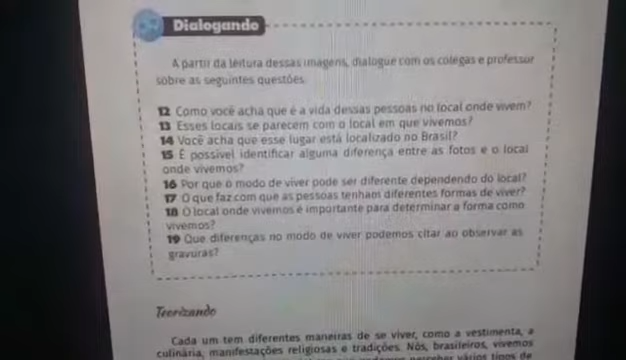 Dialogando
A partir da leitura dessas imagens, dialogue com os colegas e professor
sobre as seguintes questões
12 Como você acha que é a vida dessas pessoas no local onde vivem?
13 Esses locais se parecem com o local em que vivemos?
14 Você acha que esse lugar está localizado no Brasil?
15 É possível identificar alguma diferença entre as fotos e o local
onde vivemos?
16 Por que o modo de viver pode ser diferente dependendo do local?
17 O que faz com que as pessoas tenham diferentes formas de viver?
18 O local onde vivemos é importante para determinar a forma como
vivemos?
19 Que diferenças no modo de viver podemos citar ao observar as
gravuras?
Teorizando
Cada um tem diferentes maneiras de se viver, como a vestimenta, a
culinária, manifestações religiosas e tradições. Nós, brasileiros, vivemos
perceber vários tipos de